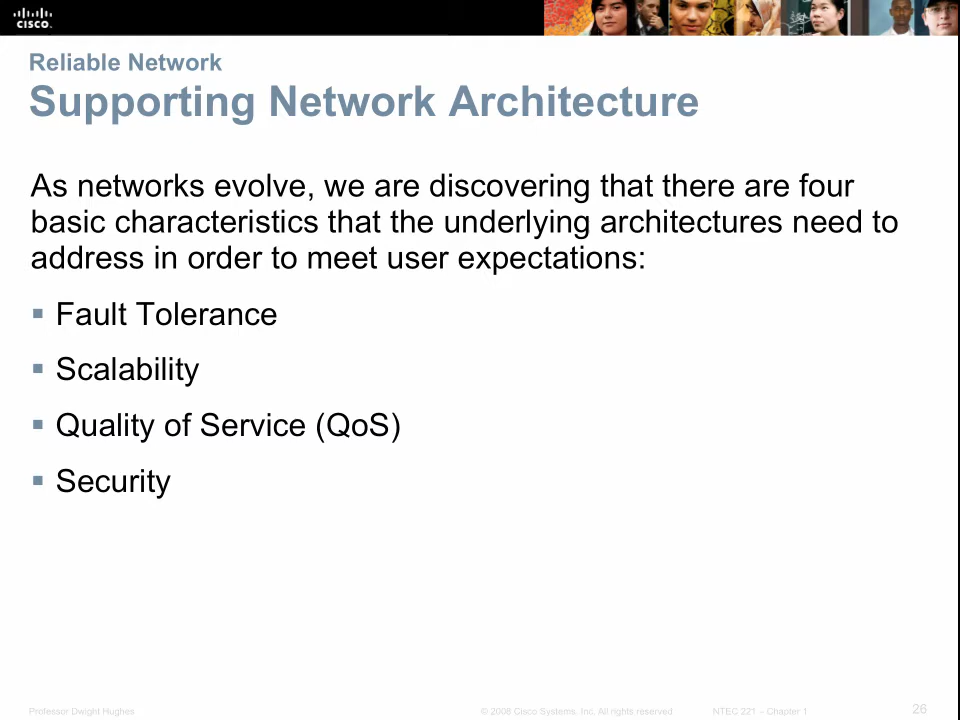 CISCO
Reliable Network
Supporting Network Architecture
As networks evolve, we are discovering that there are four
basic characteristics that the underlying architectures need to
address in order to meet user expectations:
▪ Fault Tolerance
▪ Scalability
▪ Quality of Service (QoS)
▪ Security
Professor Dwight Hughes
© 2008 Cisco Systems, Inc. All rights reserved
NTEC 221 - Chapter 1
26